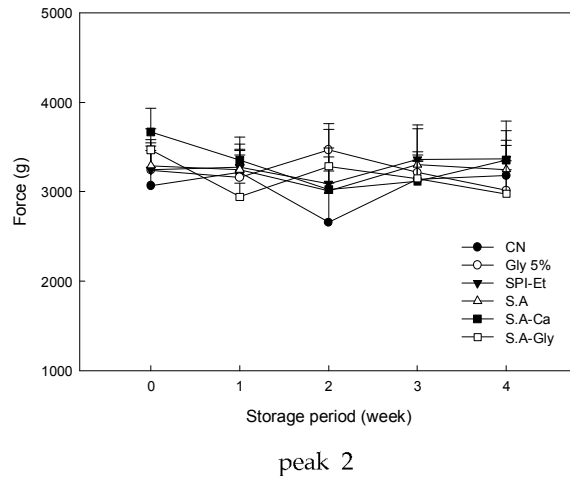 5000
4000
3000
2000
1000
Force (g)
CN
Gly 5%
SPI-Et
S.A
S.A-Ca
S.A-Gly
0 1 2 3 4
Storage period (week)
peak 2